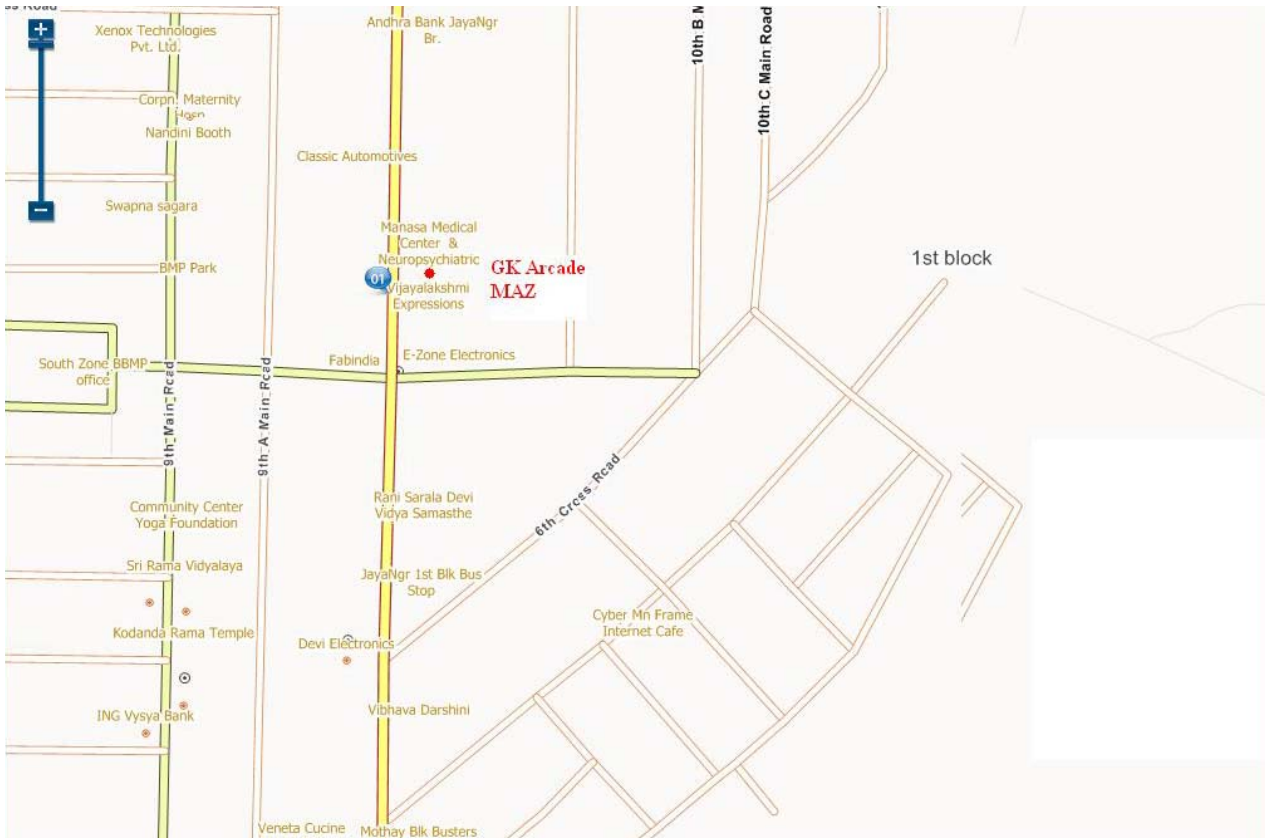 ss Road
+
Xenox Technologies
Pvt. Ltd.
Andhra Bank JayaNgr
Br.
10th B M
10th C Main Road
Corpn. Maternity
Hosp
Nandini Booth
Classic Automotives
Swapna sagara
−
Manasa Medical
Center &
Neuropsychiatric
BMP Park
01
GK Arcade
MAZ
1st block
Vijayalakshmi
Expressions
South Zone BBMP
office
Fabindia
E-Zone Electronics
9th Main Road
9th A Main Road
6th Cross Road
Rani Sarala Devi
Vidya Samasthe
Community Center
Yoga Foundation
Sri Rama Vidyalaya
JayaNgr 1st Blk Bus
Stop
Cyber Mn Frame
Internet Cafe
Kodanda Rama Temple
Devi Electronics
ING Vysya Bank
Vibhava Darshini
Veneta Cucine
Mothay Blk Busters